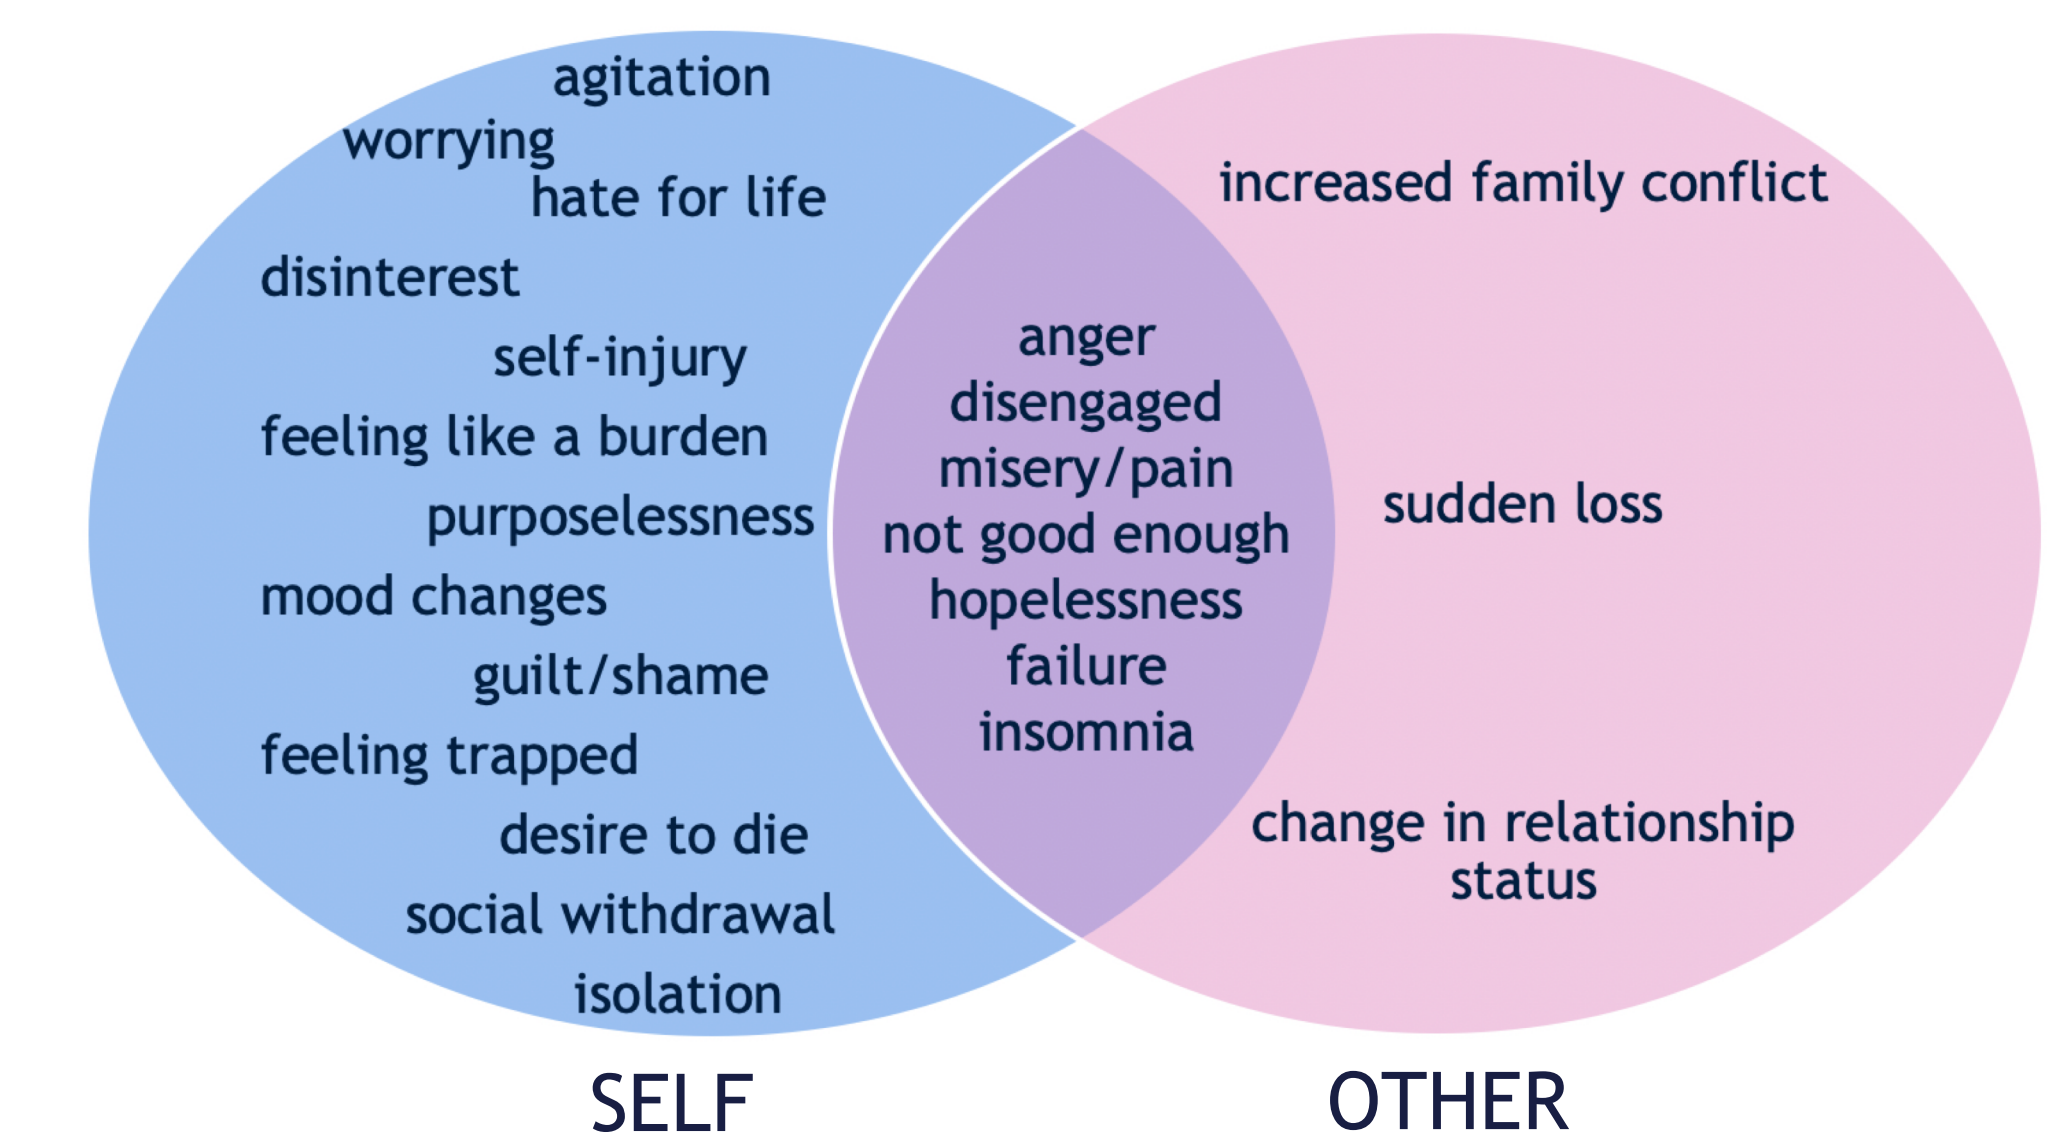 agitation
worrying
hate for life
disinterest
self-injury
feeling like a burden
purposelessness
mood changes
guilt/shame
feeling trapped
desire to die
social withdrawal
isolation
anger
disengaged
misery/pain
not good enough
hopelessness
failure
insomnia
increased family conflict
sudden loss
change in relationship
status
SELF
OTHER